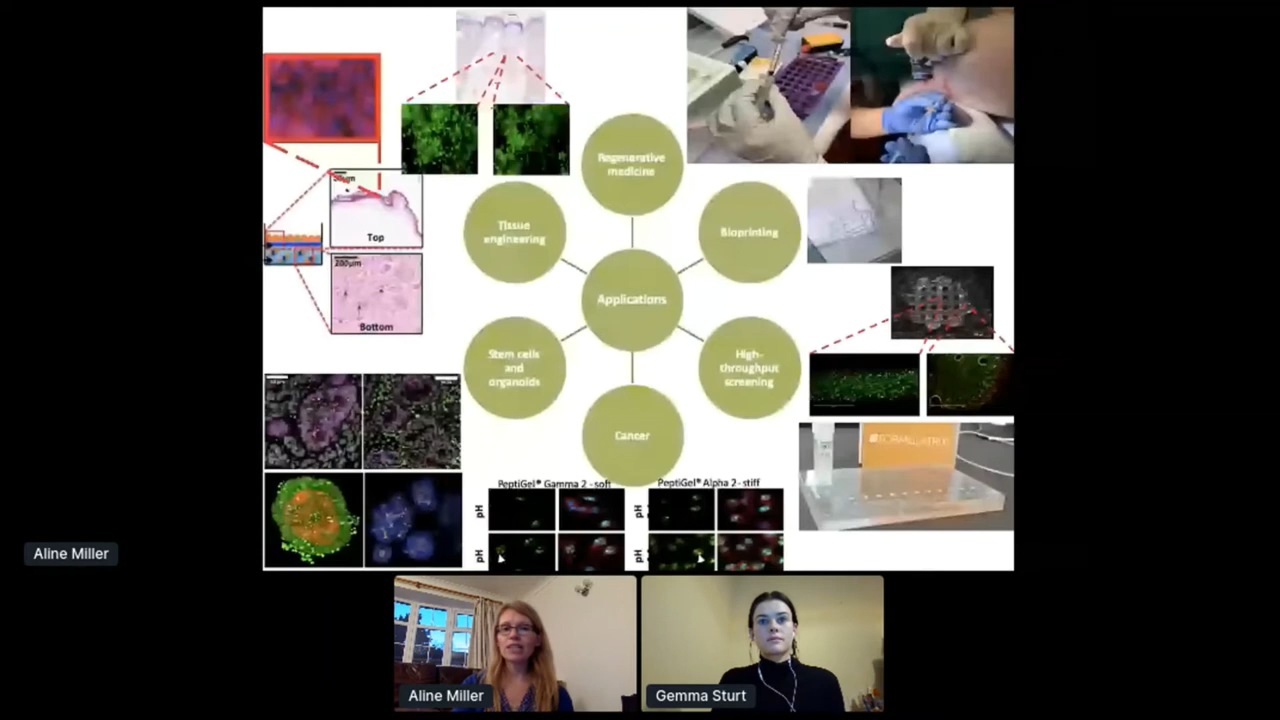 50µm
Top
200µm
Bottom
Regenerative
medicine
Tissue
engineering
Bioprinting
Applications
Stem cells
and
organoids
High-
throughput
screening
Cancer
PeptiGel® Gamma 2 - soft
PeptiGel® Alpha 2 - stiff
pH
pH
pH
pH
Aline Miller
Aline Miller
Gemma Sturt